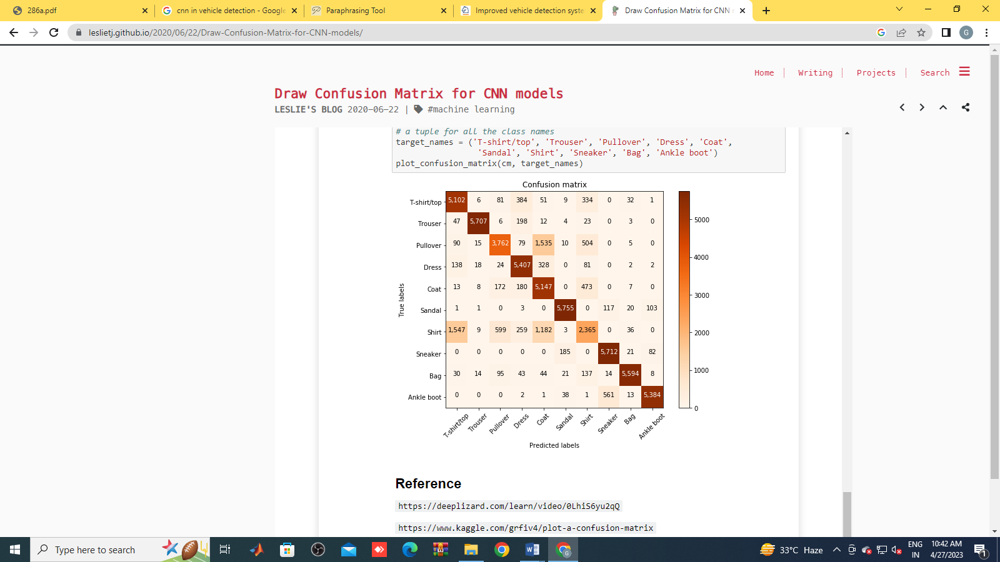 286a.pdf
cnn in vehicle detection - Google
Paraphrasing Tool
Improved vehicle detection syste
Draw Confusion Matrix for CNN
leslietj.github.io/2020/06/22/Draw-Confusion-Matrix-for-CNN-models/
G
Home
Writing
Projects
Search
Draw Confusion Matrix for CNN models
LESLIE'S BLOG 2020-06-22 | #machine learning
# a tuple for all the class names
target_names = ('T-shirt/top', 'Trouser', 'Pullover', 'Dress', 'Coat',
'Sandal', 'Shirt', 'Sneaker', 'Bag', 'Ankle boot')
plot_confusion_matrix(cm, target_names)
Confusion matrix
T-shirt/top 5,102 6 81 384 51 9 334 0 32 1
Trouser 47 5,707 6 198 12 4 23 0 3 0
Pullover 90 15 3,762 79 1,535 10 504 0 5 0
Dress 138 18 24 5,407 328 0 81 0 2 2
Coat 13 8 172 180 5,147 0 473 0 7 0
Sandal 1 1 0 3 0 5,755 0 117 20 103
Shirt 1,547 9 599 259 1,182 3 2,365 0 36 0
Sneaker 0 0 0 0 0 185 0 5,712 21 82
Bag 30 14 95 43 44 21 137 14 5,594 8
Ankle boot 0 0 0 2 1 38 1 561 13 5,384
True labels
T-shirt/top Trouser Pullover Dress Coat Sandal Shirt Sneaker Bag Ankle boot
Predicted labels
5000
4000
3000
2000
1000
0
Reference
https://deeplizard.com/learn/video/0LhiS6yu2qQ
https://www.kaggle.com/grfiv4/plot-a-confusion-matrix
Type here to search
33°C Haze
ENG
IN
10:42 AM
4/27/2023
1